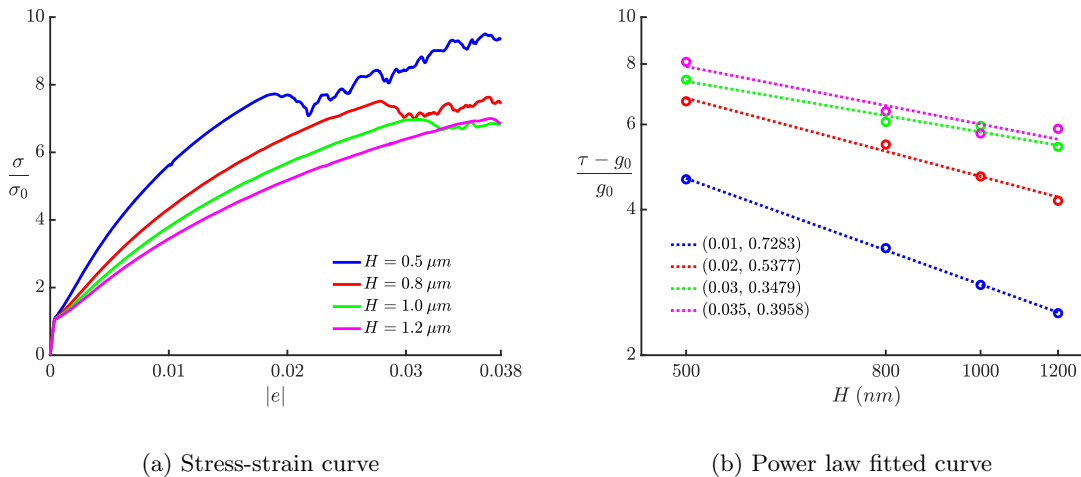 10
8
6
4
2
0
σ
σ0
0
0.01
0.02
0.03
0.038
|e|
H = 0.5 μm
H = 0.8 μm
H = 1.0 μm
H = 1.2 μm
(a) Stress-strain curve
10
8
6
4
2
τ − g0
g0
(0.01, 0.7283)
(0.02, 0.5377)
(0.03, 0.3479)
(0.035, 0.3958)
500
800
1000
1200
H (nm)
(b) Power law fitted curve